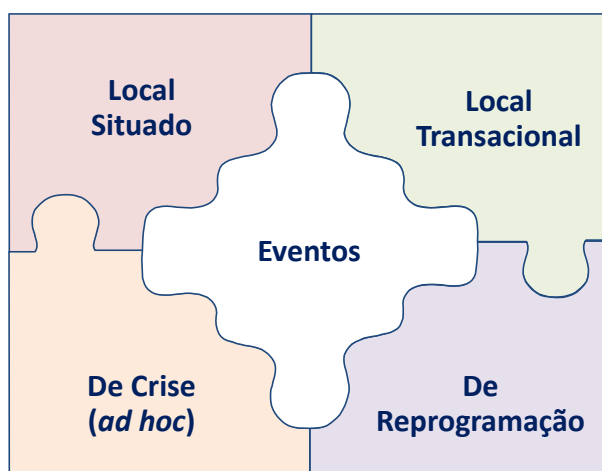 Local
Situado
Local
Transacional
Eventos
De Crise
(ad hoc)
De
Reprogramação